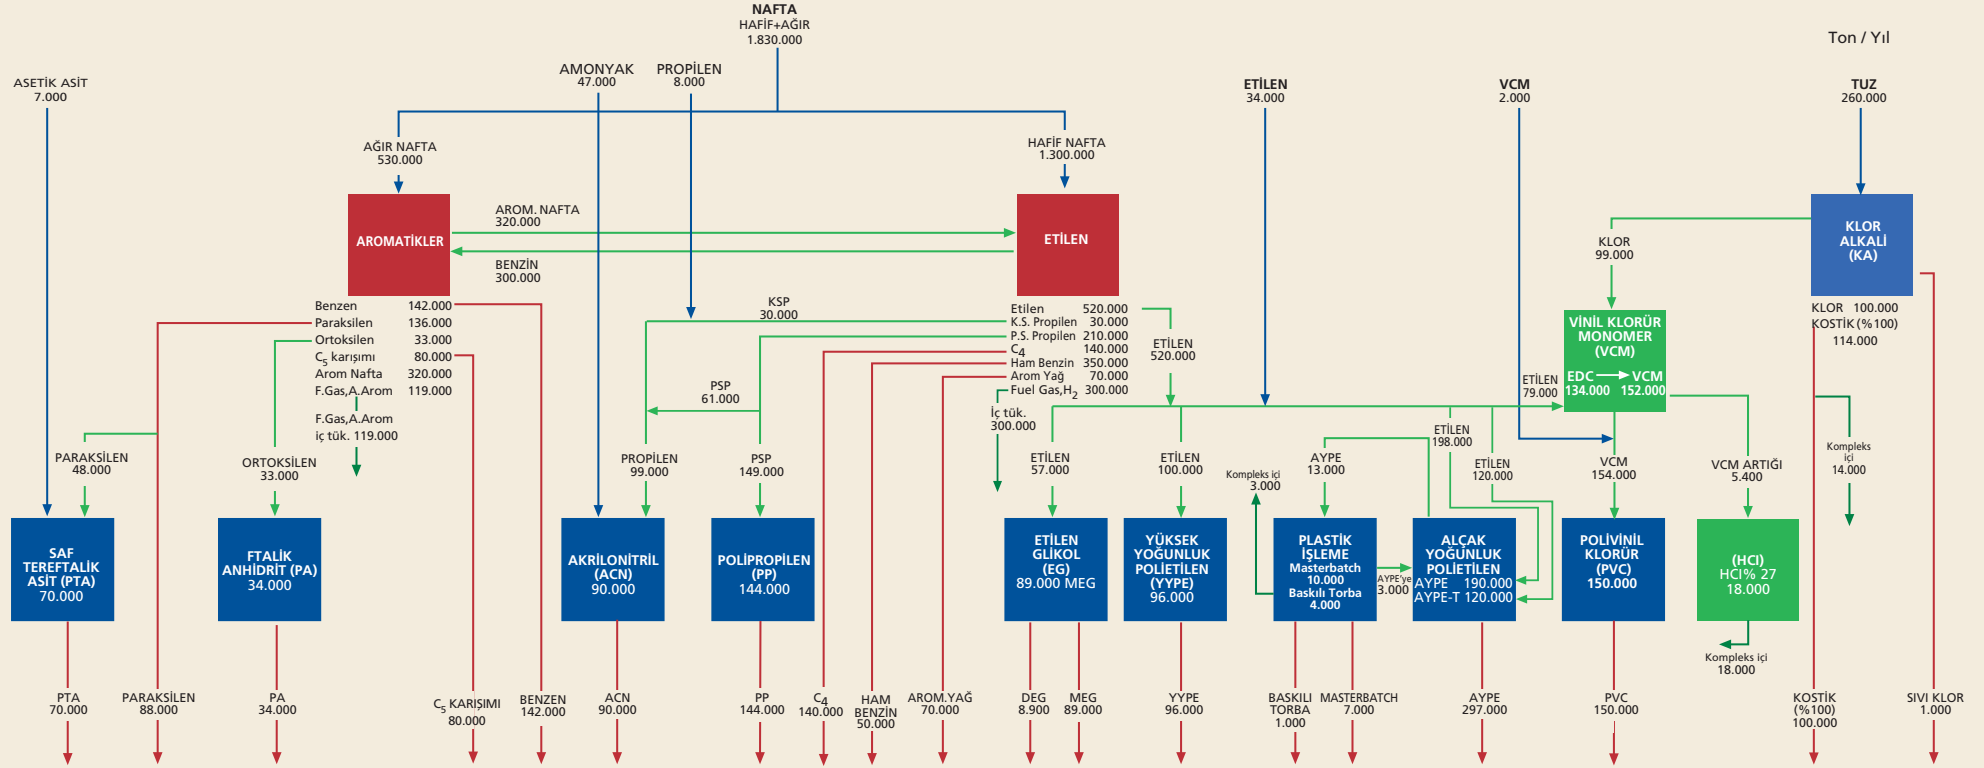 NAFTA
HAFİF+AĞIR
1.830.000
Ton / Yıl
ASETİK ASİT
7.000
AMONYAK
47.000
PROPİLEN
8.000
ETİLEN
34.000
VCM
2.000
TUZ
260.000
AĞIR NAFTA
530.000
HAFİF NAFTA
1.300.000
AROMATİKLER
AROM. NAFTA
320.000
BENZİN
300.000
ETİLEN
KLOR
99.000
KLOR
ALKALİ
(KA)
Benzen 142.000
Paraksilen 136.000
Ortoksilen 33.000
C5 karışımı 80.000
Arom Nafta 320.000
F.Gas,A.Arom 119.000
F.Gas,A.Arom
iç tük. 119.000
KSP
30.000
PSP
61.000
Etilen 520.000
K.S. Propilen 30.000
P.S. Propilen 210.000
C4 140.000
Ham Benzin 350.000
Arom Yağ 70.000
Fuel Gas,H2 300.000
İç tük.
300.000
ETİLEN
520.000
ETİLEN
79.000
VİNİL KLORÜR
MONOMER
(VCM)
EDC VCM
134.000 152.000
KLOR 100.000
KOSTİK (%100)
114.000
PARAKSİLEN
48.000
ORTOKSİLEN
33.000
PROPİLEN
99.000
PSP
149.000
ETİLEN
57.000
ETİLEN
100.000
Kompleks içi
3.000
AYPE
13.000
ETİLEN
198.000
ETİLEN
120.000
VCM
154.000
VCM ARTIĞI
5.400
Kompleks
içi
14.000
SAF
TEREFTALİK
ASİT (PTA)
70.000
FTALİK
ANHİDRİT (PA)
34.000
AKRİLONİTRİL
(ACN)
90.000
POLİPROPİLEN
(PP)
144.000
ETİLEN
GLİKOL
(EG)
89.000 MEG
YÜKSEK
YOĞUNLUK
POLİETİLEN
(YYPE)
96.000
PLASTİK
İŞLEME
Masterbatch
10.000
Baskılı Torba
4.000
AYPE'ye
3.000
ALÇAK
YOĞUNLUK
POLİETİLEN
AYPE 190.000
AYPE-T 120.000
POLİVİNİL
KLORÜR
(PVC)
150.000
(HCI)
HCI% 27
18.000
Kompleks içi
18.000
PTA
70.000
PARAKSİLEN
88.000
PA
34.000
C5 KARIŞIMI
80.000
BENZEN
142.000
ACN
90.000
PP
144.000
C4
140.000
HAM
BENZİN
50.000
AROM.YAĞ
70.000
DEG
8.900
MEG
89.000
YYPE
96.000
BASKILI
TORBA
1.000
MASTERBATCH
7.000
AYPE
297.000
PVC
150.000
KOSTİK
(%100)
100.000
SIVI KLOR
1.000